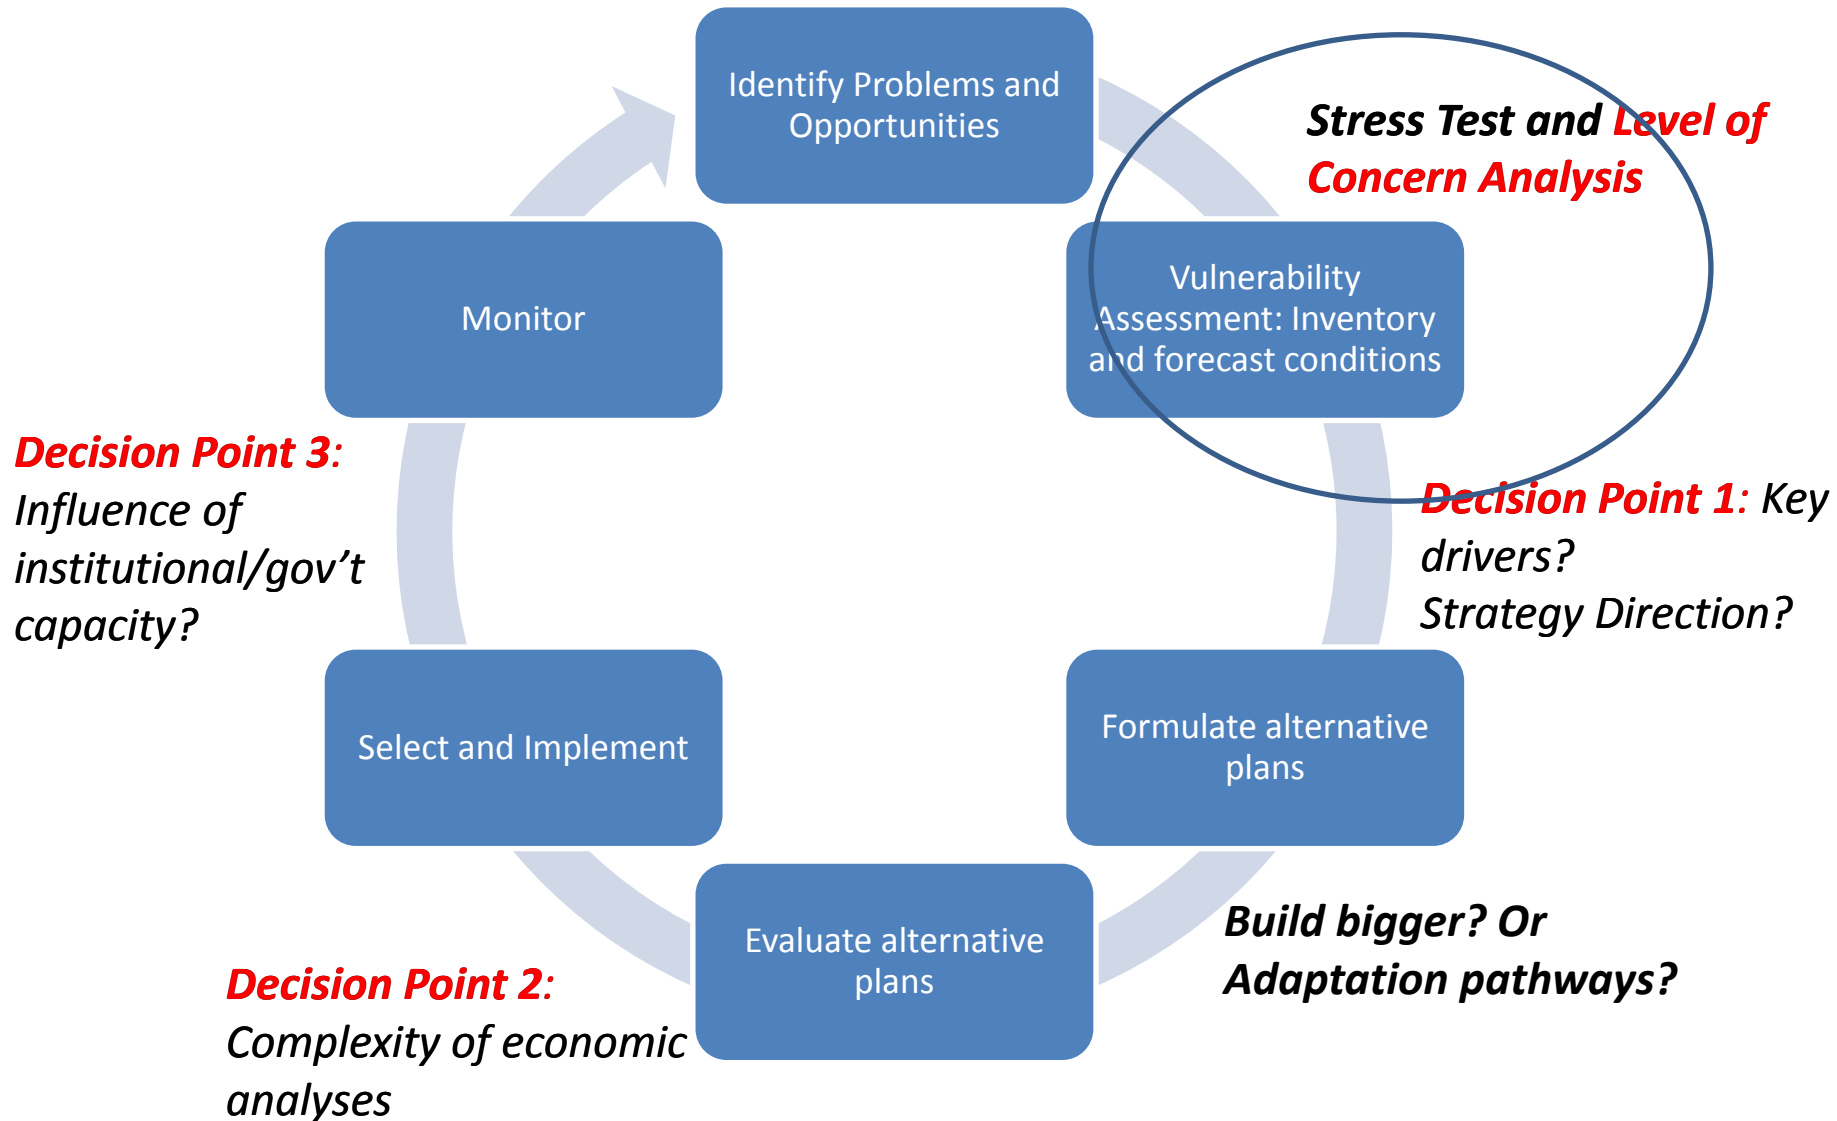 Identify Problems and
Opportunities
Stress Test and Level of
Concern Analysis
Vulnerability
Assessment: Inventory
and forecast conditions
Monitor
Decision Point 3:
Influence of
institutional/gov’t
capacity?
Decision Point 1: Key
drivers?
Strategy Direction?
Formulate alternative
plans
Select and Implement
Build bigger? Or
Adaptation pathways?
Evaluate alternative
plans
Decision Point 2:
Complexity of economic
analyses